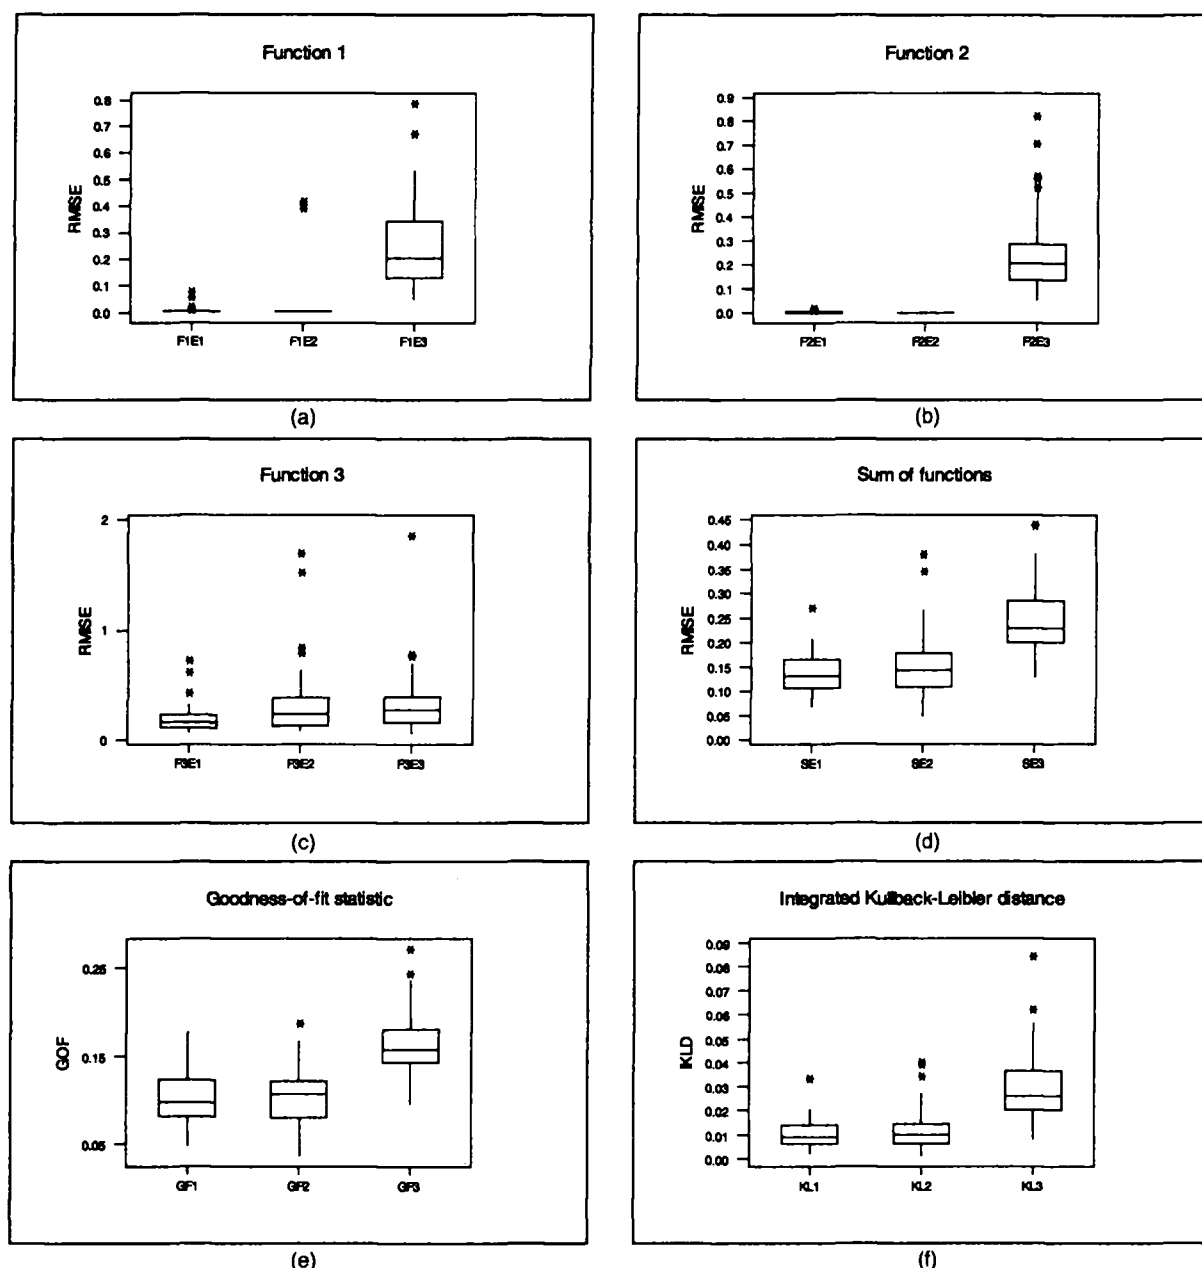 Function 1
RMISE
0.8
0.7
0.6
0.5
0.4
0.3
0.2
0.1
0.0
F1E1 F1E2 F1E3
(a)
Function 2
RMISE
0.9
0.8
0.7
0.6
0.5
0.4
0.3
0.2
0.1
0.0
F2E1 F2E2 F2E3
(b)
Function 3
RMISE
2
1
0
F3E1 F3E2 F3E3
(c)
Sum of functions
RMISE
0.45
0.40
0.35
0.30
0.25
0.20
0.15
0.10
0.05
0.00
SE1 SE2 SE3
(d)
Goodness-of-fit statistic
GOF
0.25
0.15
0.05
GF1 GF2 GF3
(e)
Integrated Kullback-Leibler distance
IKLD
0.09
0.08
0.07
0.06
0.05
0.04
0.03
0.02
0.01
0.00
KL1 KL2 KL3
(f)